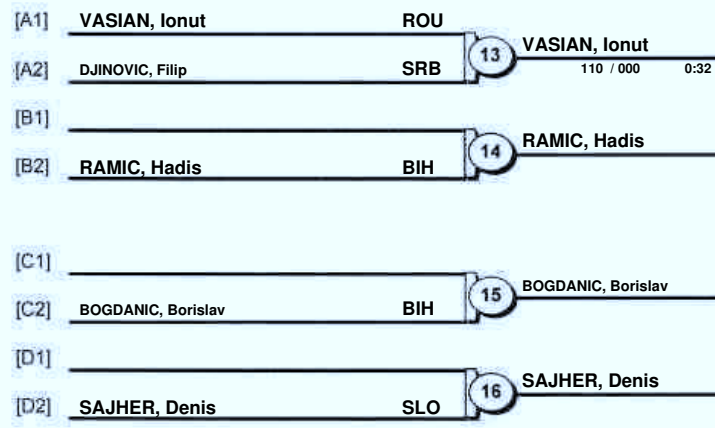 [A1] VASIAN, Ionut ROU
13 VASIAN, Ionut
[A2] DJINOVIC, Filip SRB
110 / 000 0:32
[B1]
14 RAMIC, Hadis
[B2] RAMIC, Hadis BIH
[C1]
15 BOGDANIC, Borislav
[C2] BOGDANIC, Borislav BIH
[D1]
16 SAJHER, Denis
[D2] SAJHER, Denis SLO